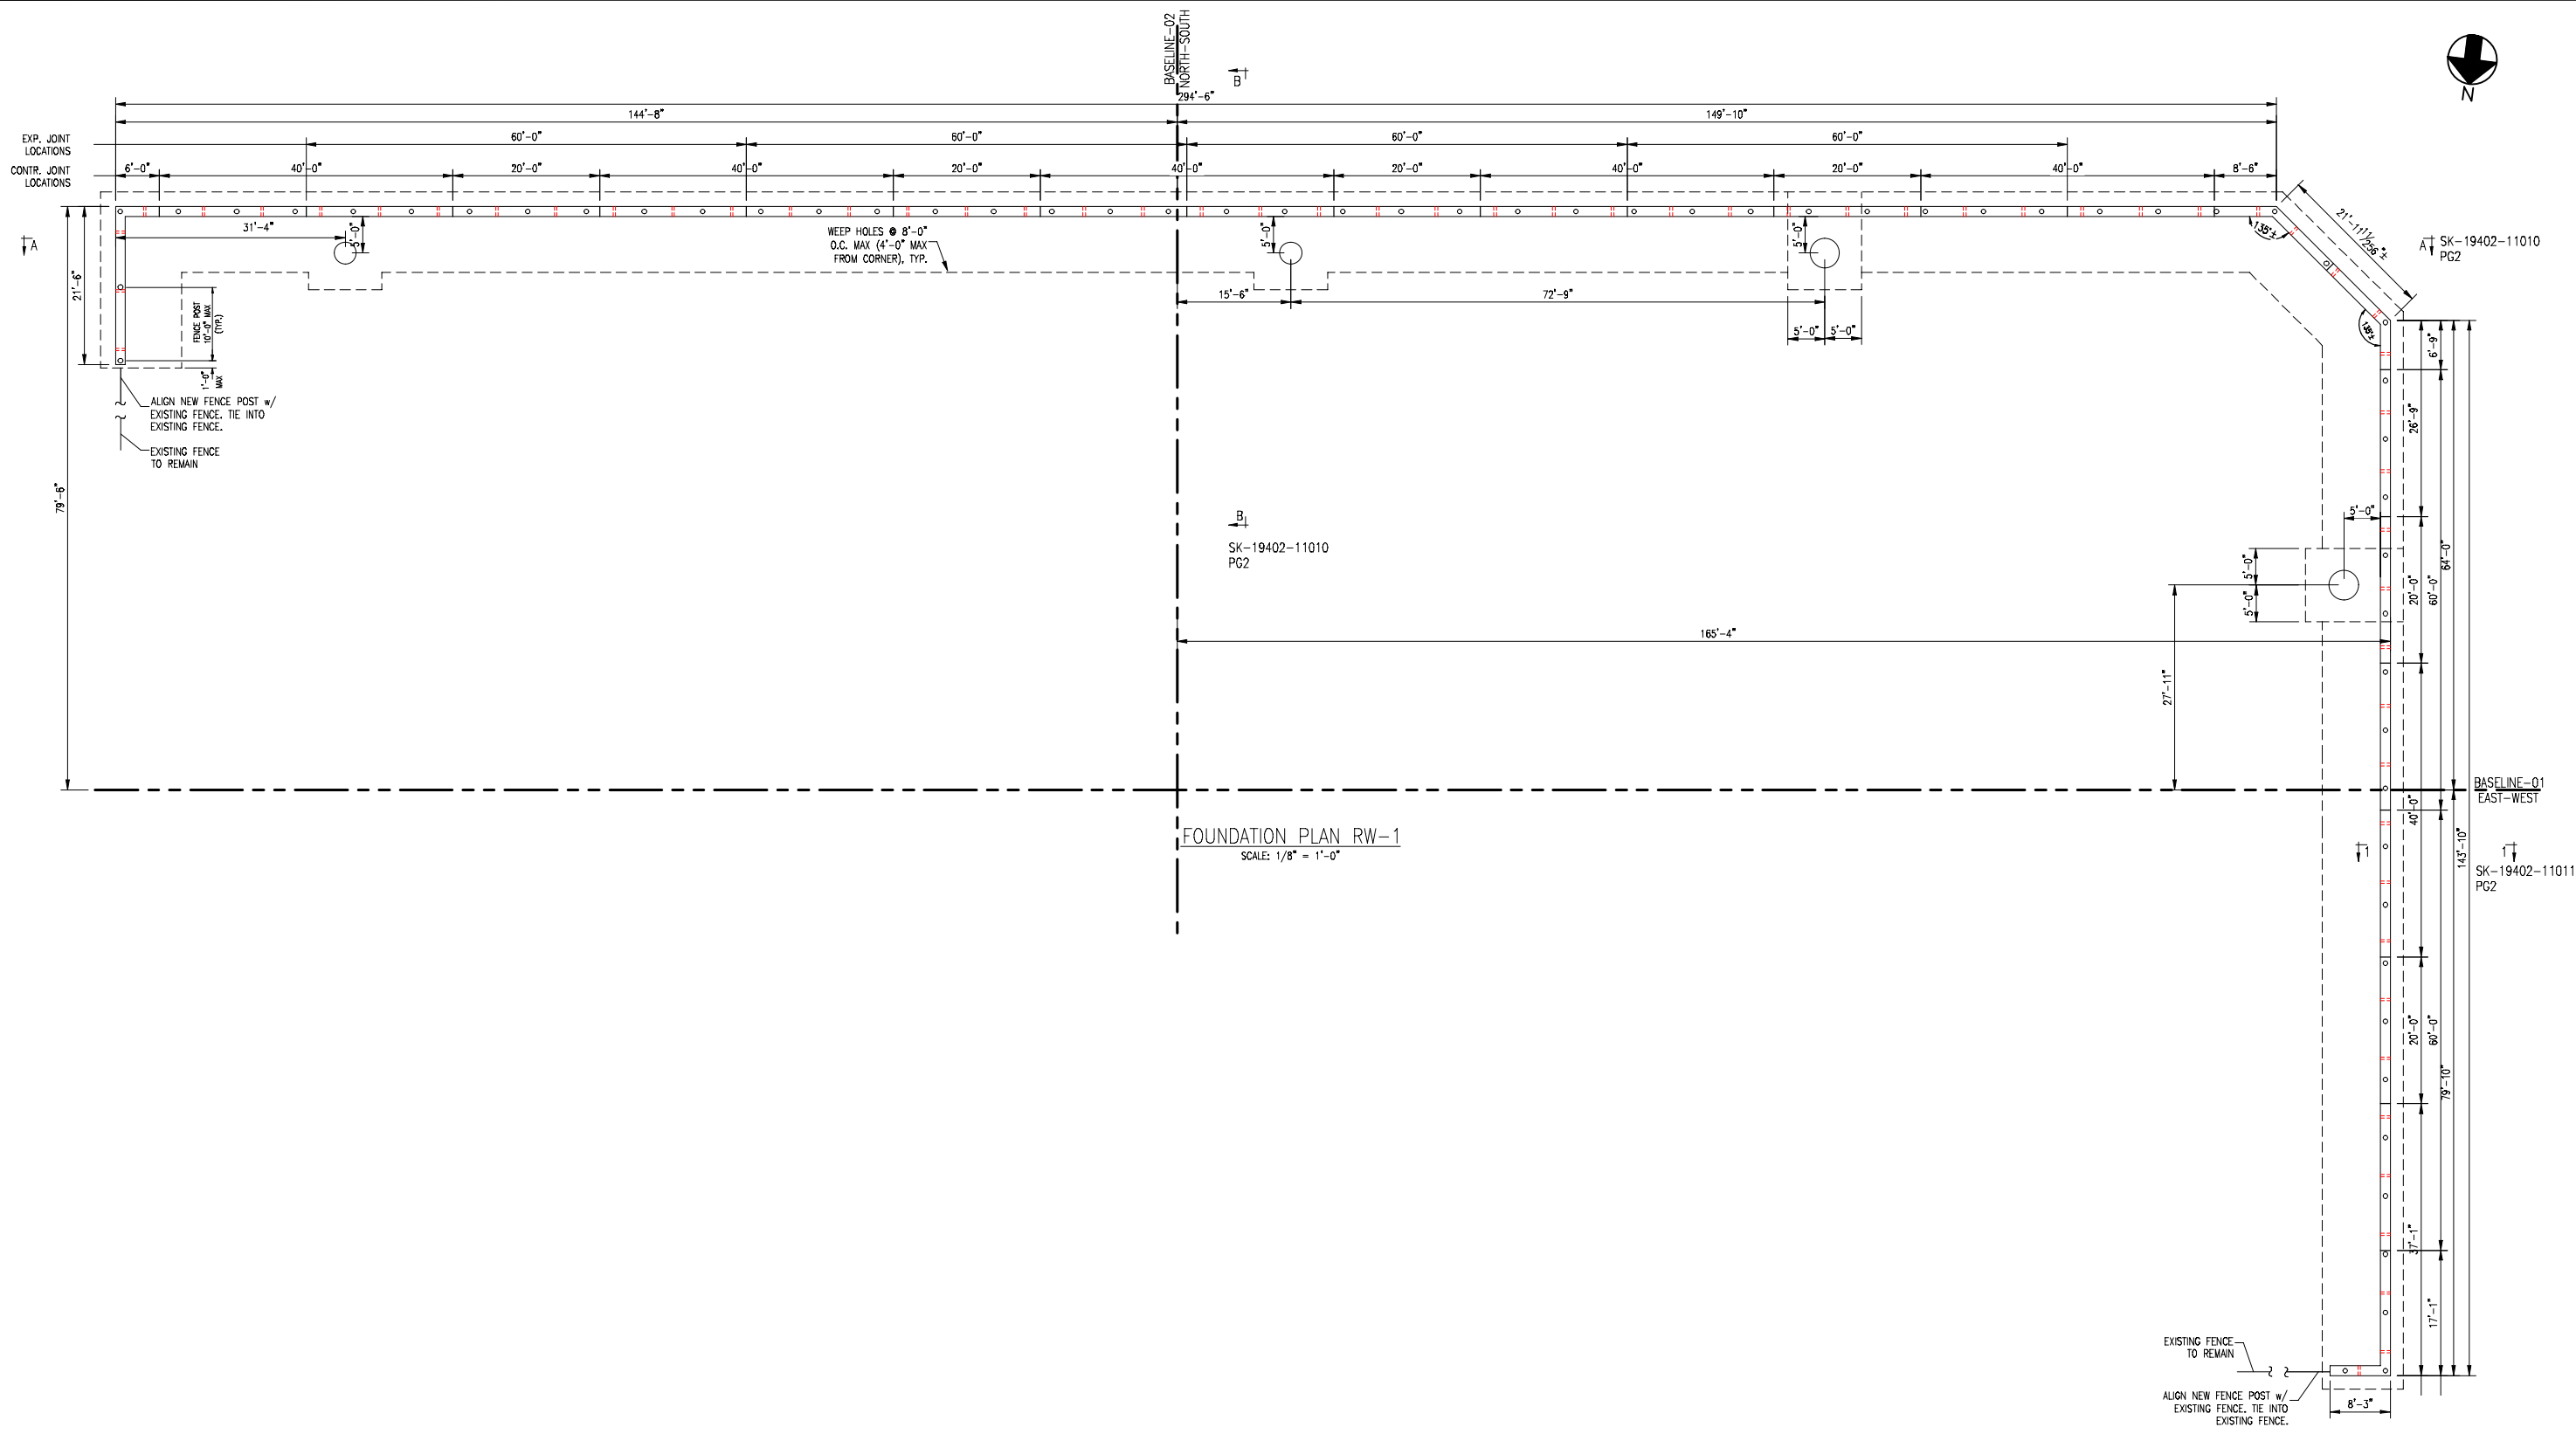 BASELINE-02
NORTH-SOUTH
B
N
294'-6"
144'-8"
149'-10"
EXP. JOINT
LOCATIONS
60'-0"
60'-0"
60'-0"
60'-0"
CONTR. JOINT
LOCATIONS
6'-0"
40'-0"
20'-0"
40'-0"
20'-0"
40'-0"
20'-0"
40'-0"
20'-0"
40'-0"
8'-6"
A
31'-4"
5'-0"
WEEP HOLES @ 8'-0"
O.C. MAX (4'-0" MAX
FROM CORNER), TYP.
5'-0"
5'-0"
135°±
21'-11 11/256"±
A
SK-19402-11010
PG2
21'-6"
FENCE POST
10'-0" MAX
(TYP.)
1'-0"
MAX
15'-6"
72'-9"
5'-0"
5'-0"
135°±
6'-9"
ALIGN NEW FENCE POST w/
EXISTING FENCE. TIE INTO
EXISTING FENCE.
EXISTING FENCE
TO REMAIN
79'-6"
26'-9"
B
SK-19402-11010
PG2
5'-0"
5'-0"
5'-0"
20'-0"
60'-0"
64'-0"
165'-4"
27'-11"
BASELINE-01
EAST-WEST
40'-0"
143'-10"
FOUNDATION PLAN RW-1
SCALE: 1/8" = 1'-0"
1
1
SK-19402-11011
PG2
20'-0"
60'-0"
79'-10"
37'-1"
17'-1"
EXISTING FENCE
TO REMAIN
ALIGN NEW FENCE POST w/
EXISTING FENCE. TIE INTO
EXISTING FENCE.
8'-3"